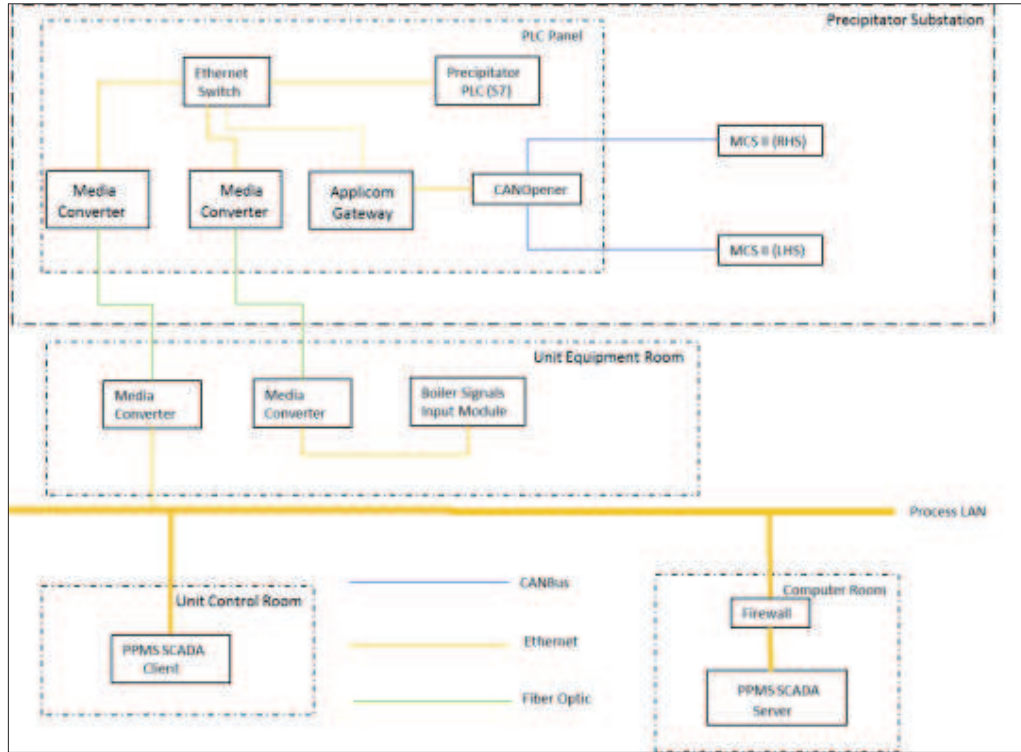 Precipitator Substation
PLC Panel
Ethernet
Switch
Precipitator
PLC (S7)
MCS II (RHS)
Media
Converter
Media
Converter
Applicom
Gateway
CANOpener
MCS II (LHS)
Unit Equipment Room
Media
Converter
Media
Converter
Boiler Signals
Input Module
Process LAN
CANBus
Computer Room
Unit Control Room
Firewall
PPMS SCADA
Client
Ethernet
PPMS SCADA
Server
Fiber Optic